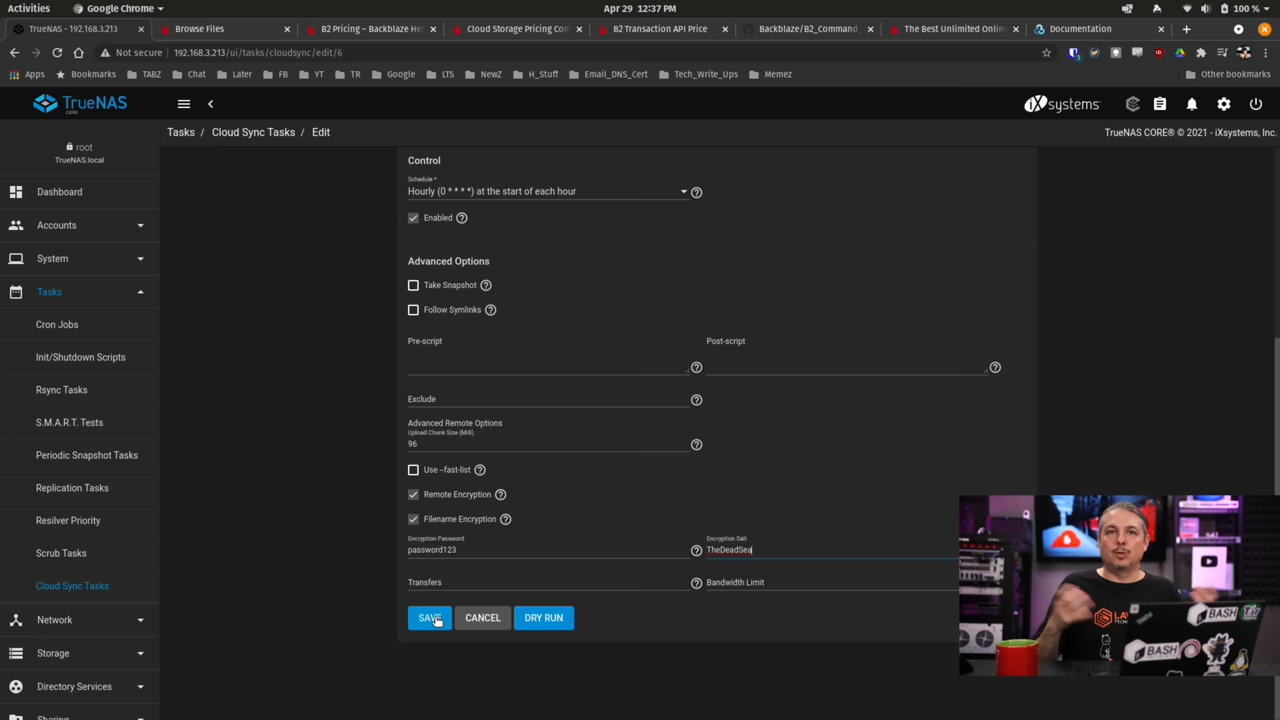 Activities
Google Chrome
Apr 29 12:37 PM
100 %
TrueNAS - 192.168.3.213
Browse Files
B2 Pricing – Backblaze He
Cloud Storage Pricing Co
B2 Transaction API Price
Backblaze/B2_Command_
The Best Unlimited Onlin
Documentation
Not secure
192.168.3.213/ui/tasks/cloudsync/edit/6
Apps
Bookmarks
TABZ
Chat
Later
FB
YT
TR
Google
LTS
NewZ
H_Stuff
Email_DNS_Cert
Tech_Write_Ups
Memez
Other bookmarks
TrueNAS
CORE
iXsystems
Tasks / Cloud Sync Tasks / Edit
TrueNAS CORE® © 2021 - iXsystems, Inc.
root
TrueNAS.local
Dashboard
Accounts
System
Tasks
Cron Jobs
Init/Shutdown Scripts
Rsync Tasks
S.M.A.R.T. Tests
Periodic Snapshot Tasks
Replication Tasks
Resilver Priority
Scrub Tasks
Cloud Sync Tasks
Network
Storage
Directory Services
Sharing
Control
Schedule *
Hourly (0 * * * *) at the start of each hour
Enabled
Advanced Options
Take Snapshot
Follow Symlinks
Pre-script
Post-script
Exclude
Advanced Remote Options
Upload Chunk Size (MiB)
96
Use --fast-list
Remote Encryption
Filename Encryption
Encryption Password
Encryption Salt
password123
TheDeadSea
Transfers
Bandwidth Limit
SAVE
CANCEL
DRY RUN
BASH
BASH